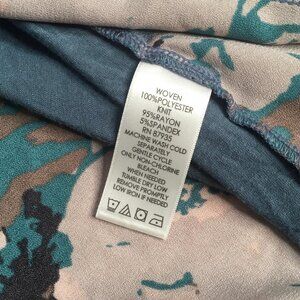 WOVEN
100%POLYESTER
KNIT
95%RAYON
5%SPANDEX
RN 87935
MACHINE WASH COLD
SEPARATELY
GENTLE CYCLE
ONLY NON-CHLORINE
BLEACH
WHEN NEEDED
TUMBLE DRY LOW
REMOVE PROMPTLY
LOW IRON IF NEEDED